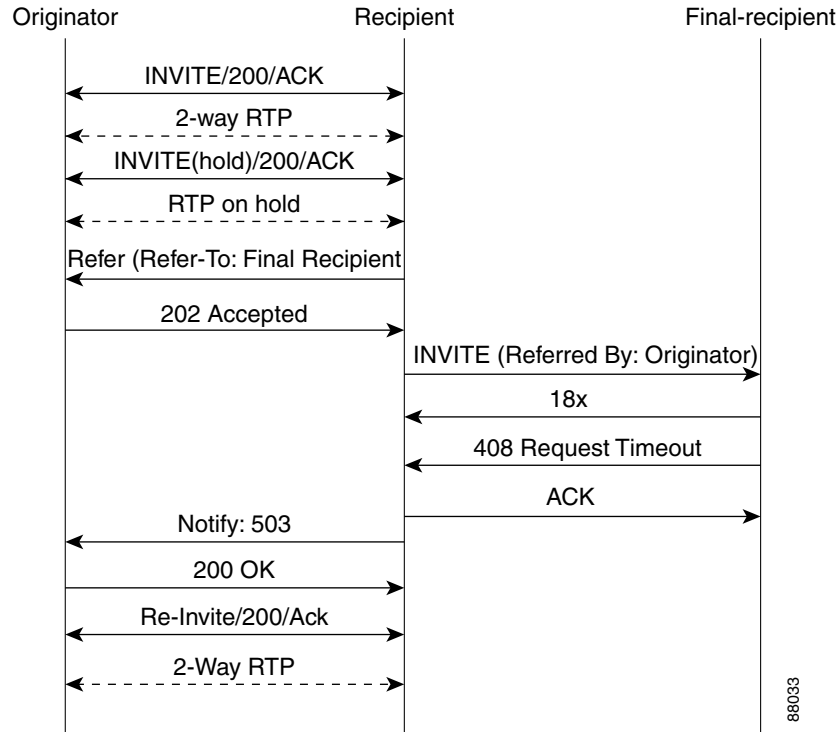 Originator Recipient Final-recipient
INVITE/200/ACK
2-way RTP
INVITE(hold)/200/ACK
RTP on hold
Refer (Refer-To: Final Recipient
202 Accepted
INVITE (Referred By: Originator)
18x
408 Request Timeout
ACK
Notify: 503
200 OK
Re-Invite/200/Ack
2-Way RTP
88033